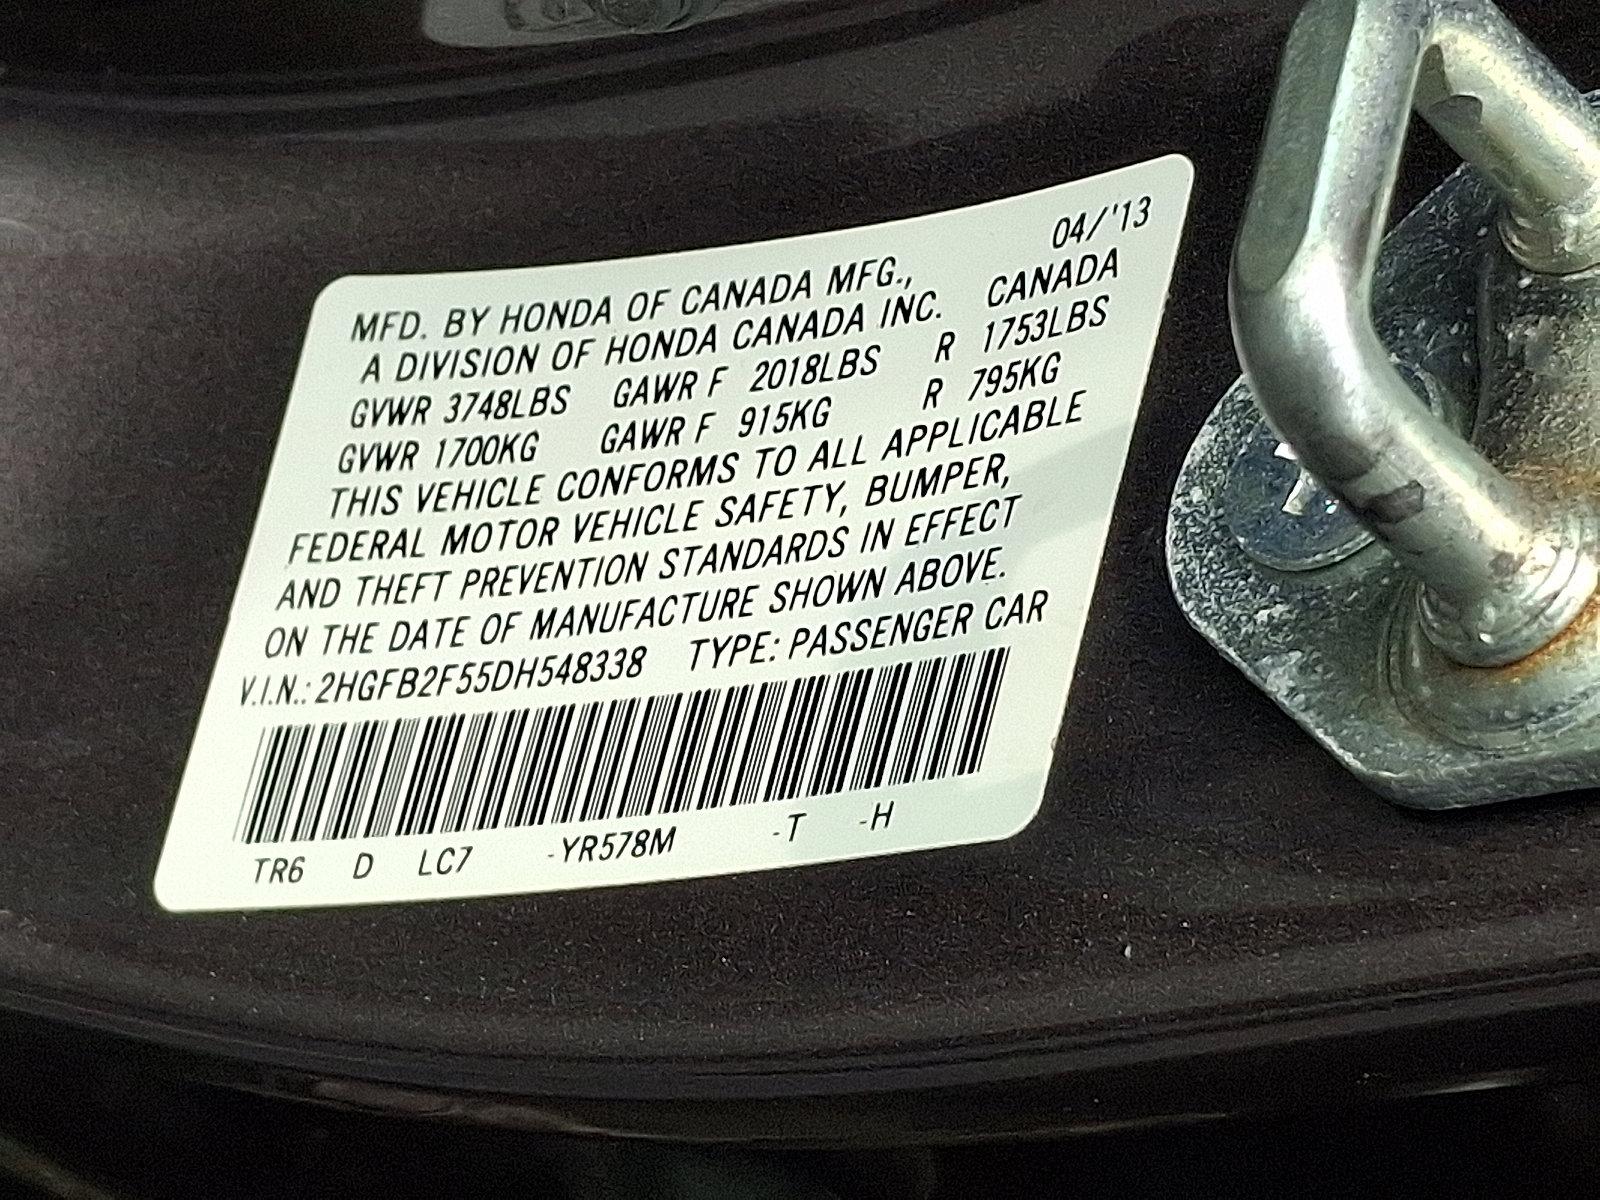 04/'13
MFD. BY HONDA OF CANADA MFG.,
A DIVISION OF HONDA CANADA INC. CANADA
GVWR 3748LBS GAWR F 2018LBS R 1753LBS
GVWR 1700KG GAWR F 915KG R 795KG
THIS VEHICLE CONFORMS TO ALL APPLICABLE
FEDERAL MOTOR VEHICLE SAFETY, BUMPER,
AND THEFT PREVENTION STANDARDS IN EFFECT
ON THE DATE OF MANUFACTURE SHOWN ABOVE.
V.I.N.: 2HGFB2F55DH548338 TYPE: PASSENGER CAR
TR6 D LC7 -YR578M -T -H